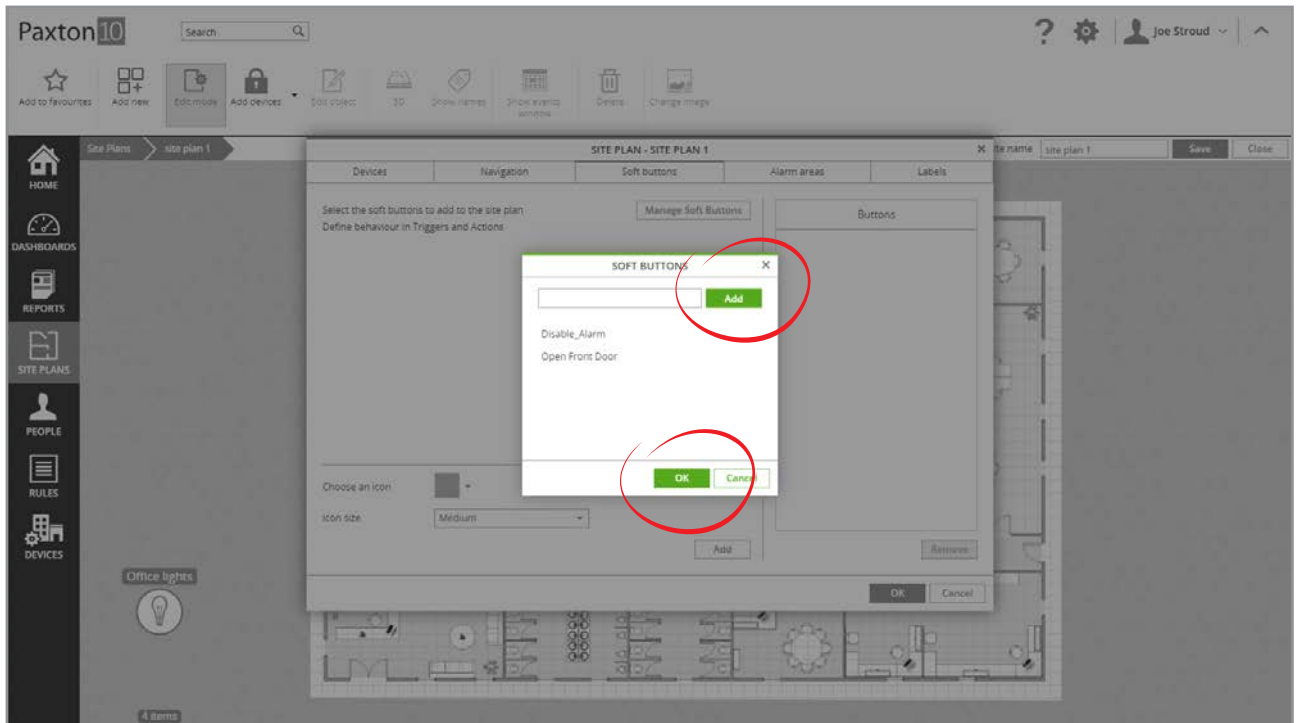 Paxton10
Search
Joe Stroud
Add to favourites
Add new
Edit mode
Add devices
Edit object
3D
Show names
Show events window
Delete
Change image
Site Plans
site plan 1
SITE PLAN - SITE PLAN 1
te name
site plan 1
Save
Close
HOME
DASHBOARDS
REPORTS
SITE PLANS
PEOPLE
RULES
DEVICES
Devices
Navigation
Soft buttons
Alarm areas
Labels
Select the soft buttons to add to the site plan
Define behaviour in Triggers and Actions
Manage Soft Buttons
Buttons
SOFT BUTTONS
Add
Disable_Alarm
Open Front Door
OK
Cancel
Choose an icon
Icon size
Medium
Add
Remove
OK
Cancel
Office lights
4 items